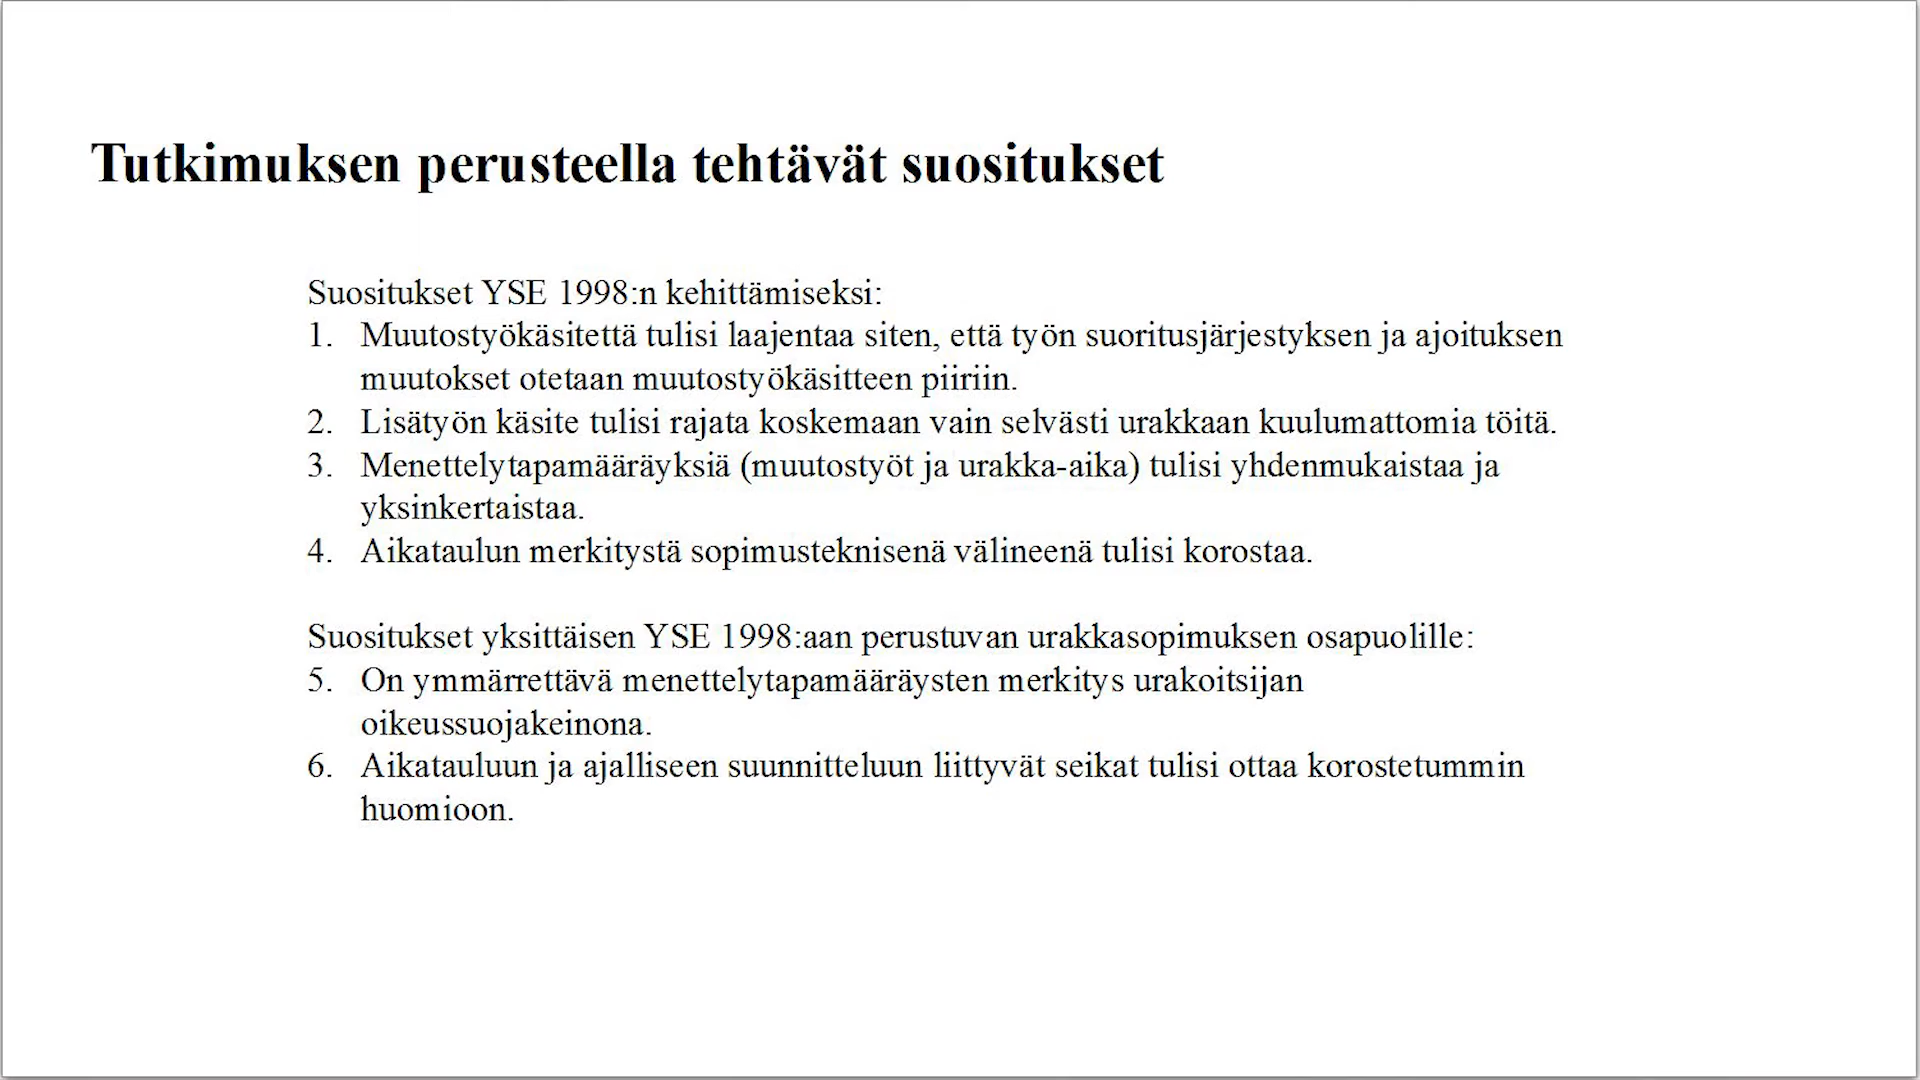 Tutkimuksen perusteella tehtävät suositukset
Suositukset YSE 1998:n kehittämiseksi:
1. Muutostyökäsitettä tulisi laajentaa siten, että työn suoritusjärjestyksen ja ajoituksen
muutokset otetaan muutostyökäsitteen piiriin.
2. Lisätyön käsite tulisi rajata koskemaan vain selvästi urakkaan kuulumattomia töitä.
3. Menettelytapamääräyksiä (muutostyöt ja urakka-aika) tulisi yhdenmukaistaa ja
yksinkertaistaa.
4. Aikataulun merkitystä sopimusteknisenä välineenä tulisi korostaa.
Suositukset yksittäisen YSE 1998:aan perustuvan urakkasopimuksen osapuolille:
5. On ymmärrettävä menettelytapamääräysten merkitys urakoitsijan
oikeussuojakeinona.
6. Aikatauluun ja ajalliseen suunnitteluun liittyvät seikat tulisi ottaa korostetummin
huomioon.